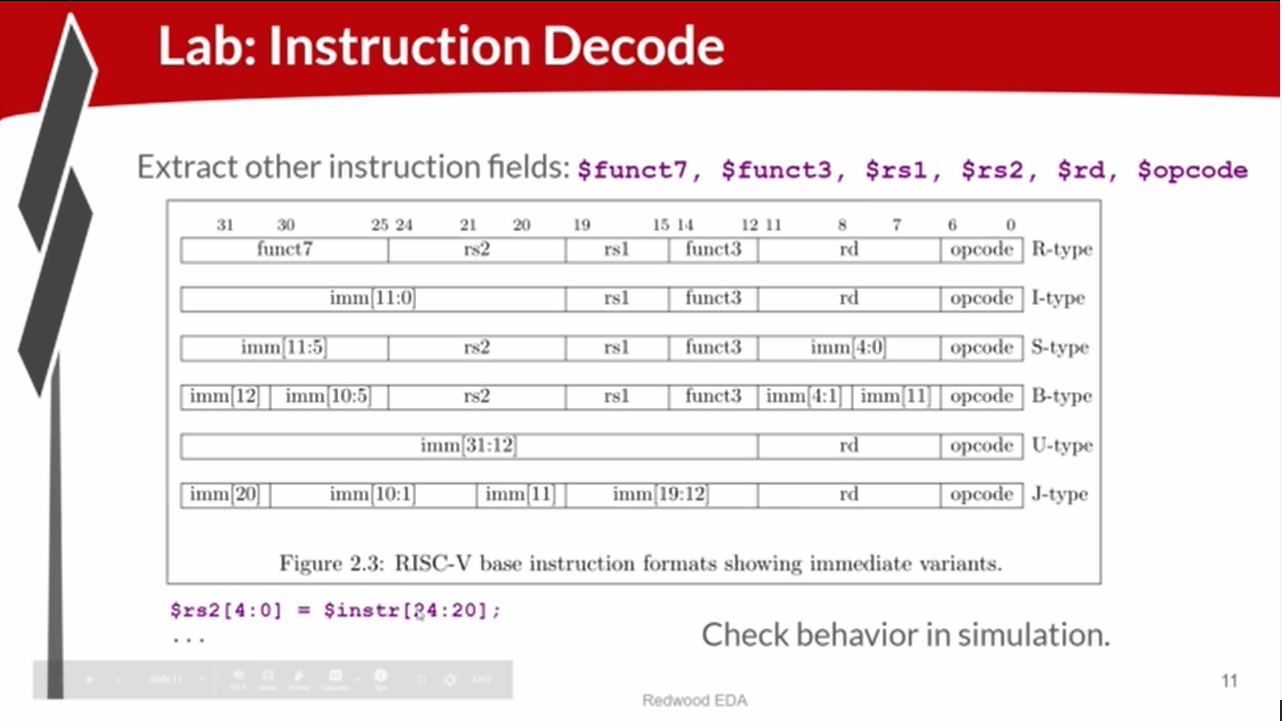 Lab: Instruction Decode
Extract other instruction fields: $funct7, $funct3, $rs1, $rs2, $rd, $opcode
31 30 25 24 21 20 19 15 14 12 11 8 7 6 0
funct7 rs2 rs1 funct3 rd opcode R-type
imm[11:0] rs1 funct3 rd opcode I-type
imm[11:5] rs2 rs1 funct3 imm[4:0] opcode S-type
imm[12] imm[10:5] rs2 rs1 funct3 imm[4:1] imm[11] opcode B-type
imm[31:12] rd opcode U-type
imm[20] imm[10:1] imm[11] imm[19:12] rd opcode J-type
Figure 2.3: RISC-V base instruction formats showing immediate variants.
$rs2[4:0] = $instr[24:20];
...
Check behavior in simulation.
Slide 11
11
Redwood EDA